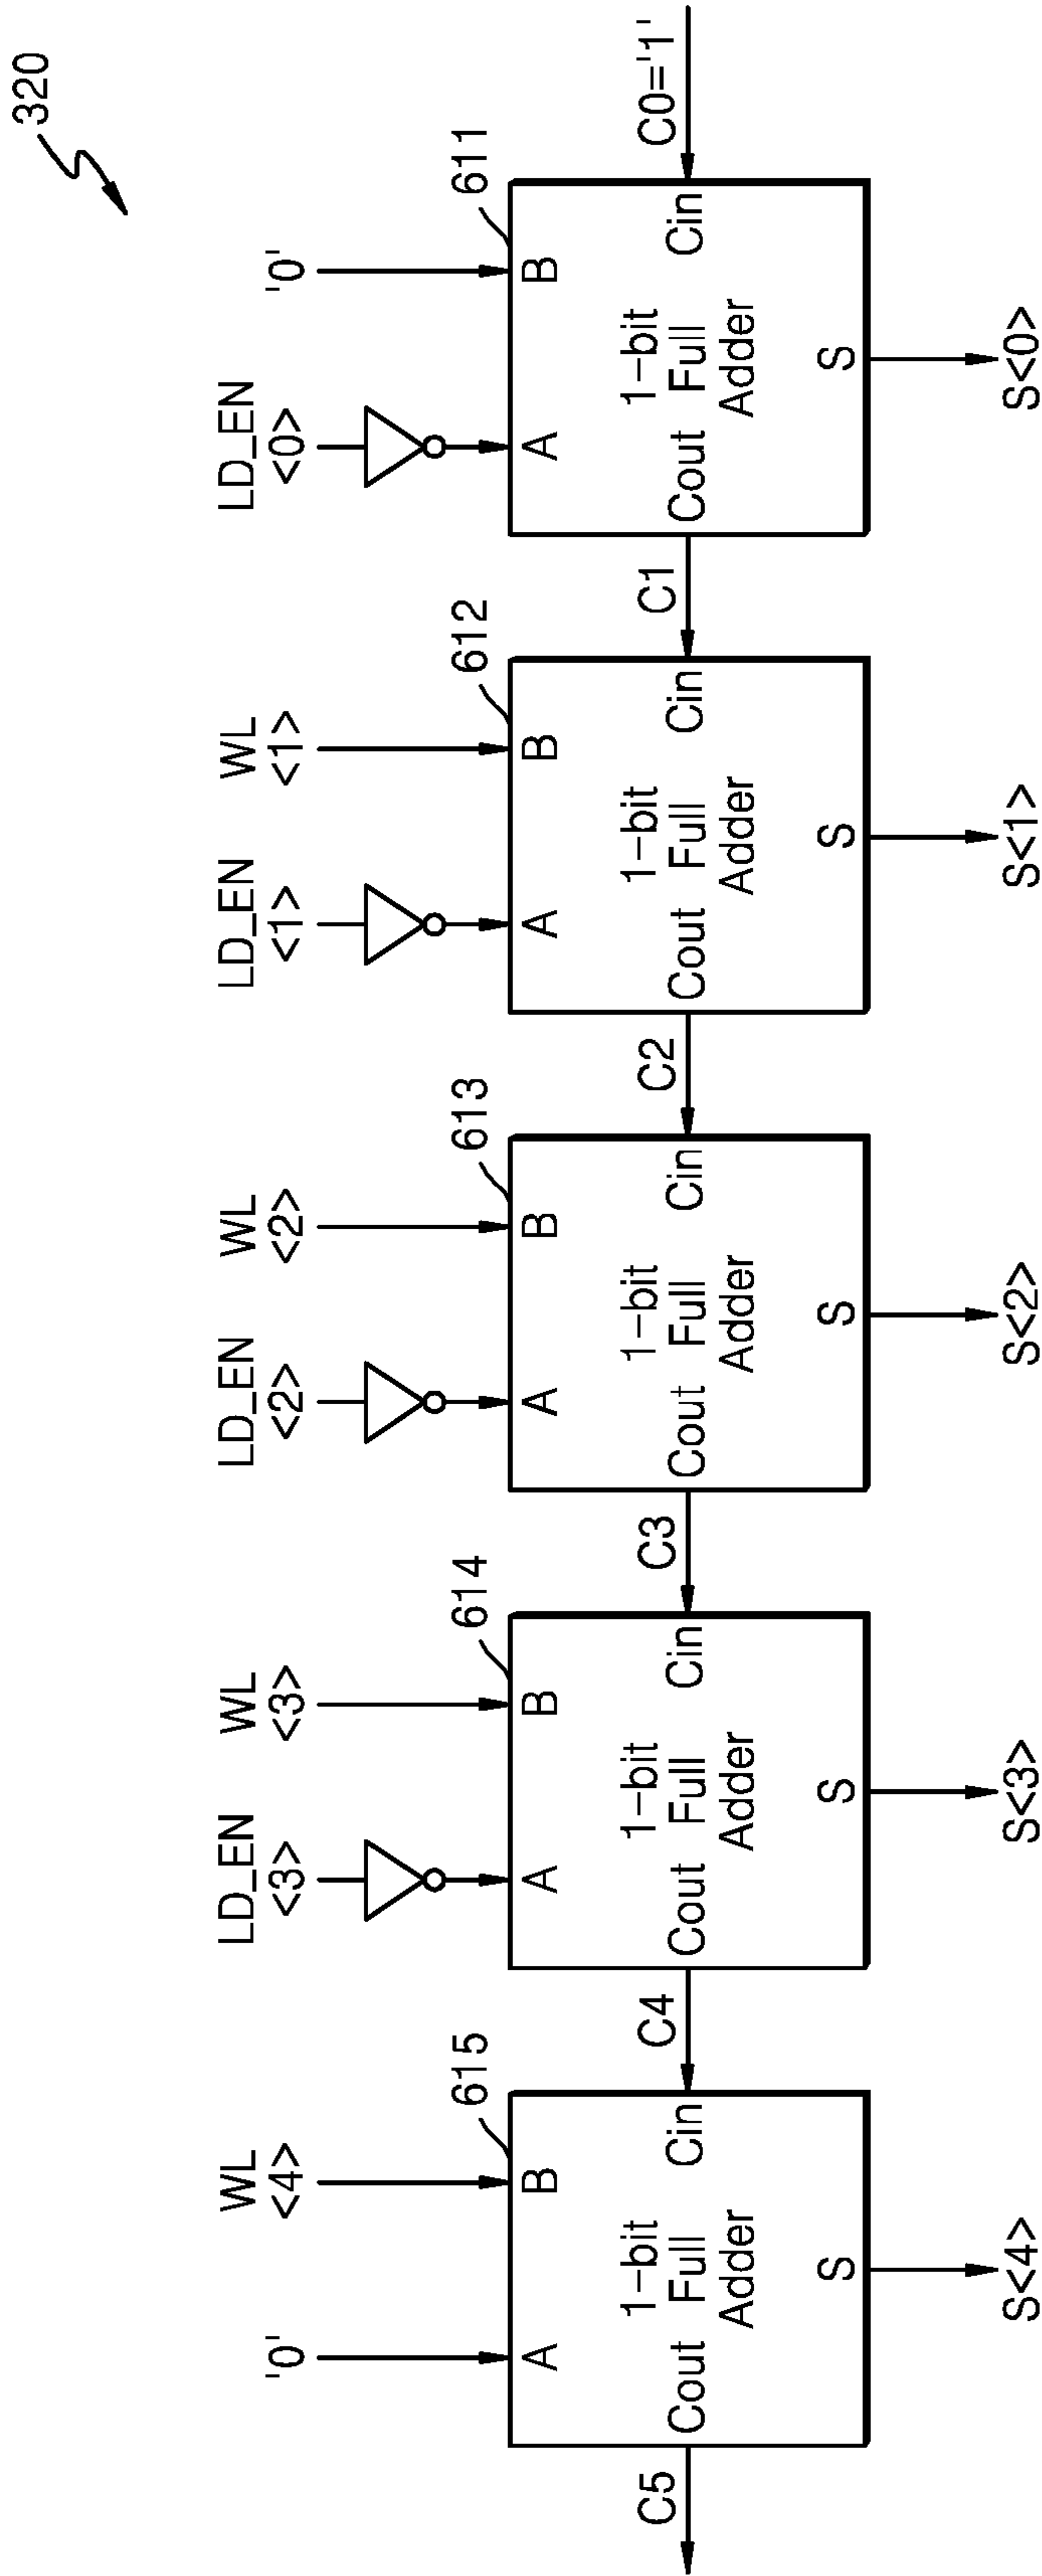 320
'0'
WL
<4>
LD_EN
<3>
WL
<3>
LD_EN
<2>
WL
<2>
LD_EN
<1>
WL
<1>
LD_EN
<0>
'0'
615
614
613
612
611
A
B
A
B
A
B
A
B
A
B
C5
Cout
1-bit
Full
Adder
Cin
C4
Cout
1-bit
Full
Adder
Cin
C3
Cout
1-bit
Full
Adder
Cin
C2
Cout
1-bit
Full
Adder
Cin
C1
Cout
1-bit
Full
Adder
Cin
C0='1'
S
S
S
S
S
S<4>
S<3>
S<2>
S<1>
S<0>